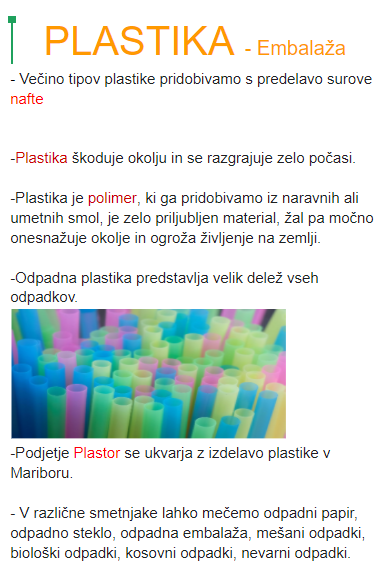 PLASTIKA - Embalaža
- Večino tipov plastike pridobivamo s predelavo surove
nafte
-Plastika škoduje okolju in se razgrajuje zelo počasi.
-Plastika je polimer, ki ga pridobivamo iz naravnih ali
umetnih smol, je zelo priljubljen material, žal pa močno
onesnažuje okolje in ogroža življenje na zemlji.
-Odpadna plastika predstavlja velik delež vseh
odpadkov.
-Podjetje Plastor se ukvarja z izdelavo plastike v
Mariboru.
- V različne smetnjake lahko mečemo odpadni papir,
odpadno steklo, odpadna embalaža, mešani odpadki,
biološki odpadki, kosovni odpadki, nevarni odpadki.